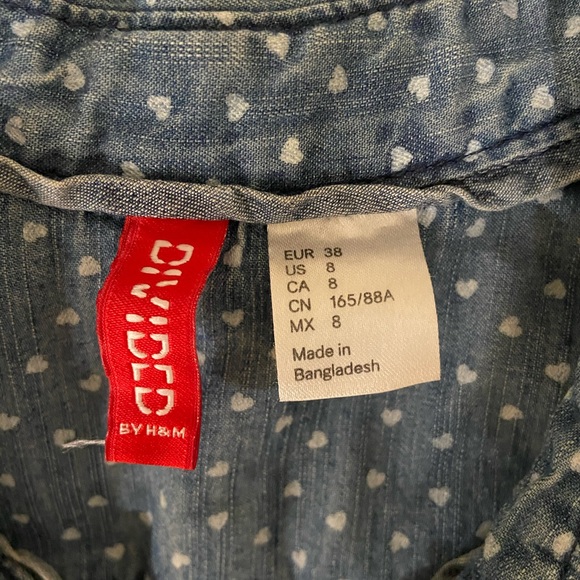 DIVIDED
BY H&M
EUR 38
US 8
CA 8
CN 165/88A
MX 8
Made in
Bangladesh